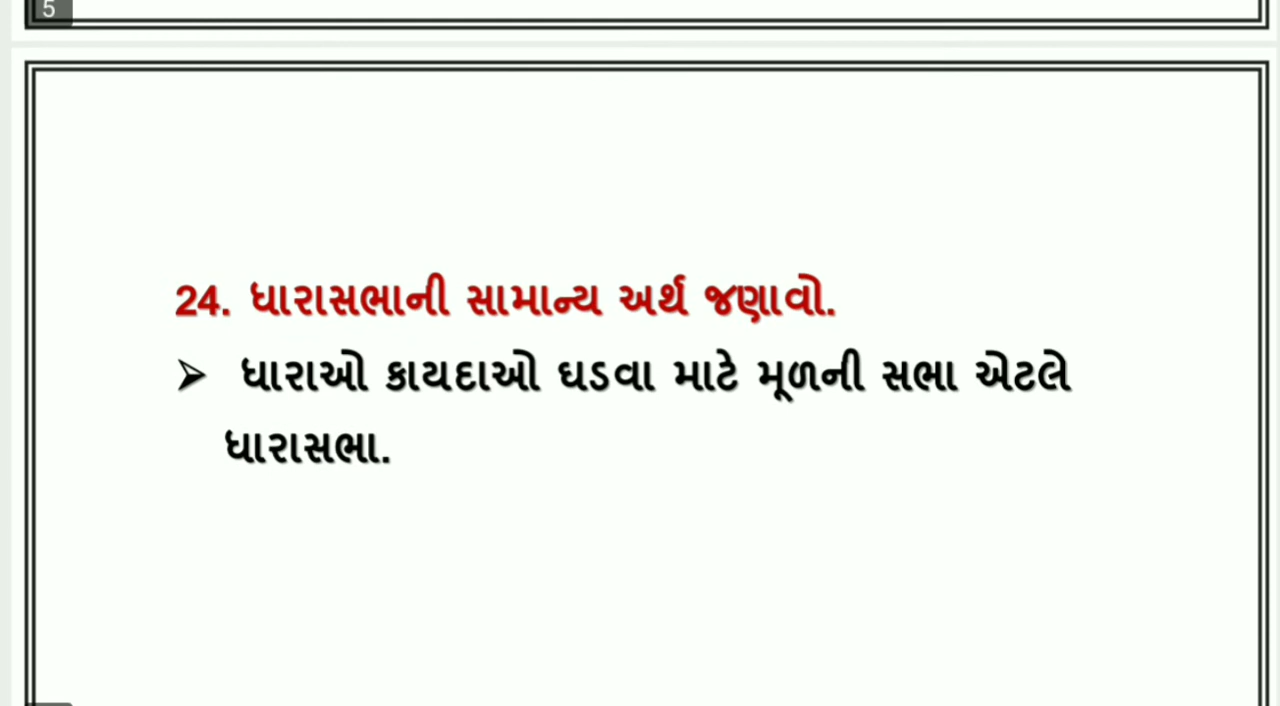 5
24. ધારાસભાની સામાન્ય અર્થ જણાવો.
➤ ધારાઓ કાયદાઓ ઘડવા માટે મૂળની સભા એટલે
ધારાસભા.